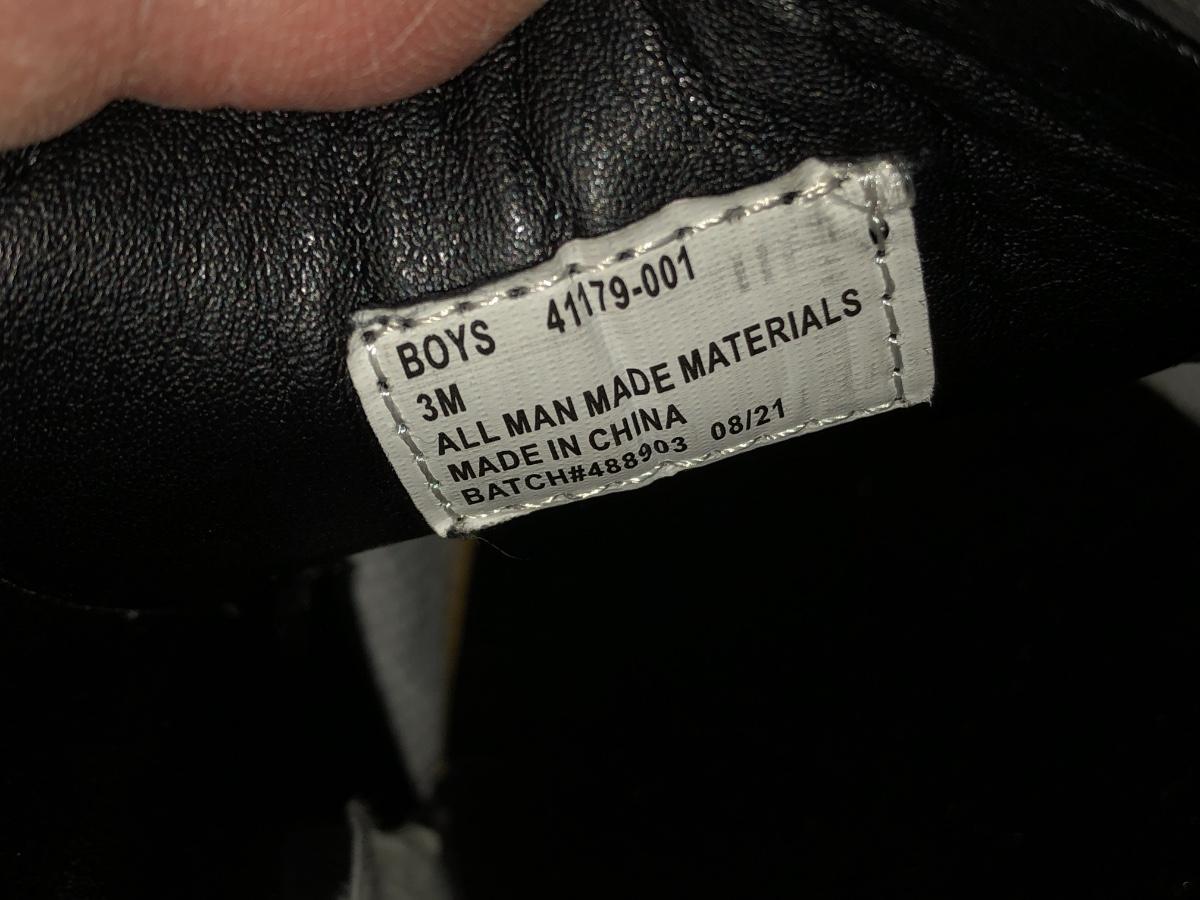 BOYS 41179-001
3M
ALL MAN MADE MATERIALS
MADE IN CHINA
BATCH#488903 08/21